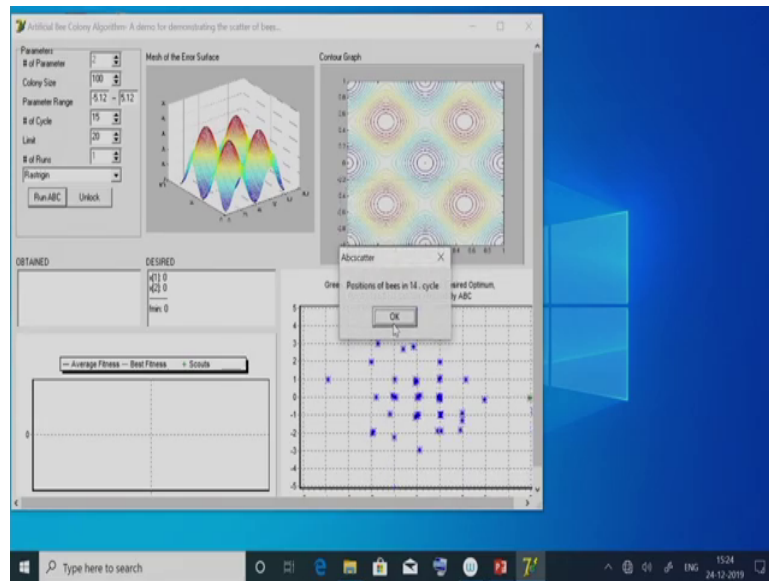 Artificial Bee Colony Algorithm: A demo for demonstrating the scatter of bees...
Parameters
# of Parameter 2
Colony Size 100
Parameter Range -5.12 - 5.12
# of Cycle 15
Limit 20
# of Runs 1
Rastrigin
Run ABC Unlock
Mesh of the Error Surface
Contour Graph
OBTAINED
DESIRED
x[1]: 0
x[2]: 0
fmin: 0
Abcscatter
Positions of bees in 14 . cycle
OK
sired Optimum,
ly ABC
Average Fitness
Best Fitness
Scouts
0
5
4
3
2
1
0
-1
-2
-3
-4
-5
Type here to search
ENG
15:24
24-12-2019